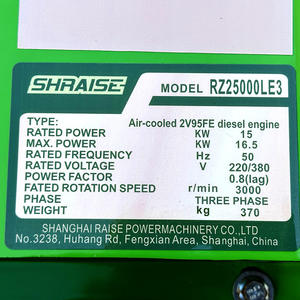 SHRAISE MODEL RZ25000LE3
TYPE: Air-cooled 2V95FE diesel engine
RATED POWER KW 15
MAX. POWER KW 16.5
RATED FREQUENCY Hz 50
RATED VOLTAGE V 220/380
POWER FACTOR 0.8(lag)
FATED ROTATION SPEED r/min 3000
PHASE THREE PHASE
WEIGHT kg 370
SHANGHAI RAISE POWERMACHINERY CO.,LTD
No.3238, Huhang Rd, Fengxian Area, Shanghai, China